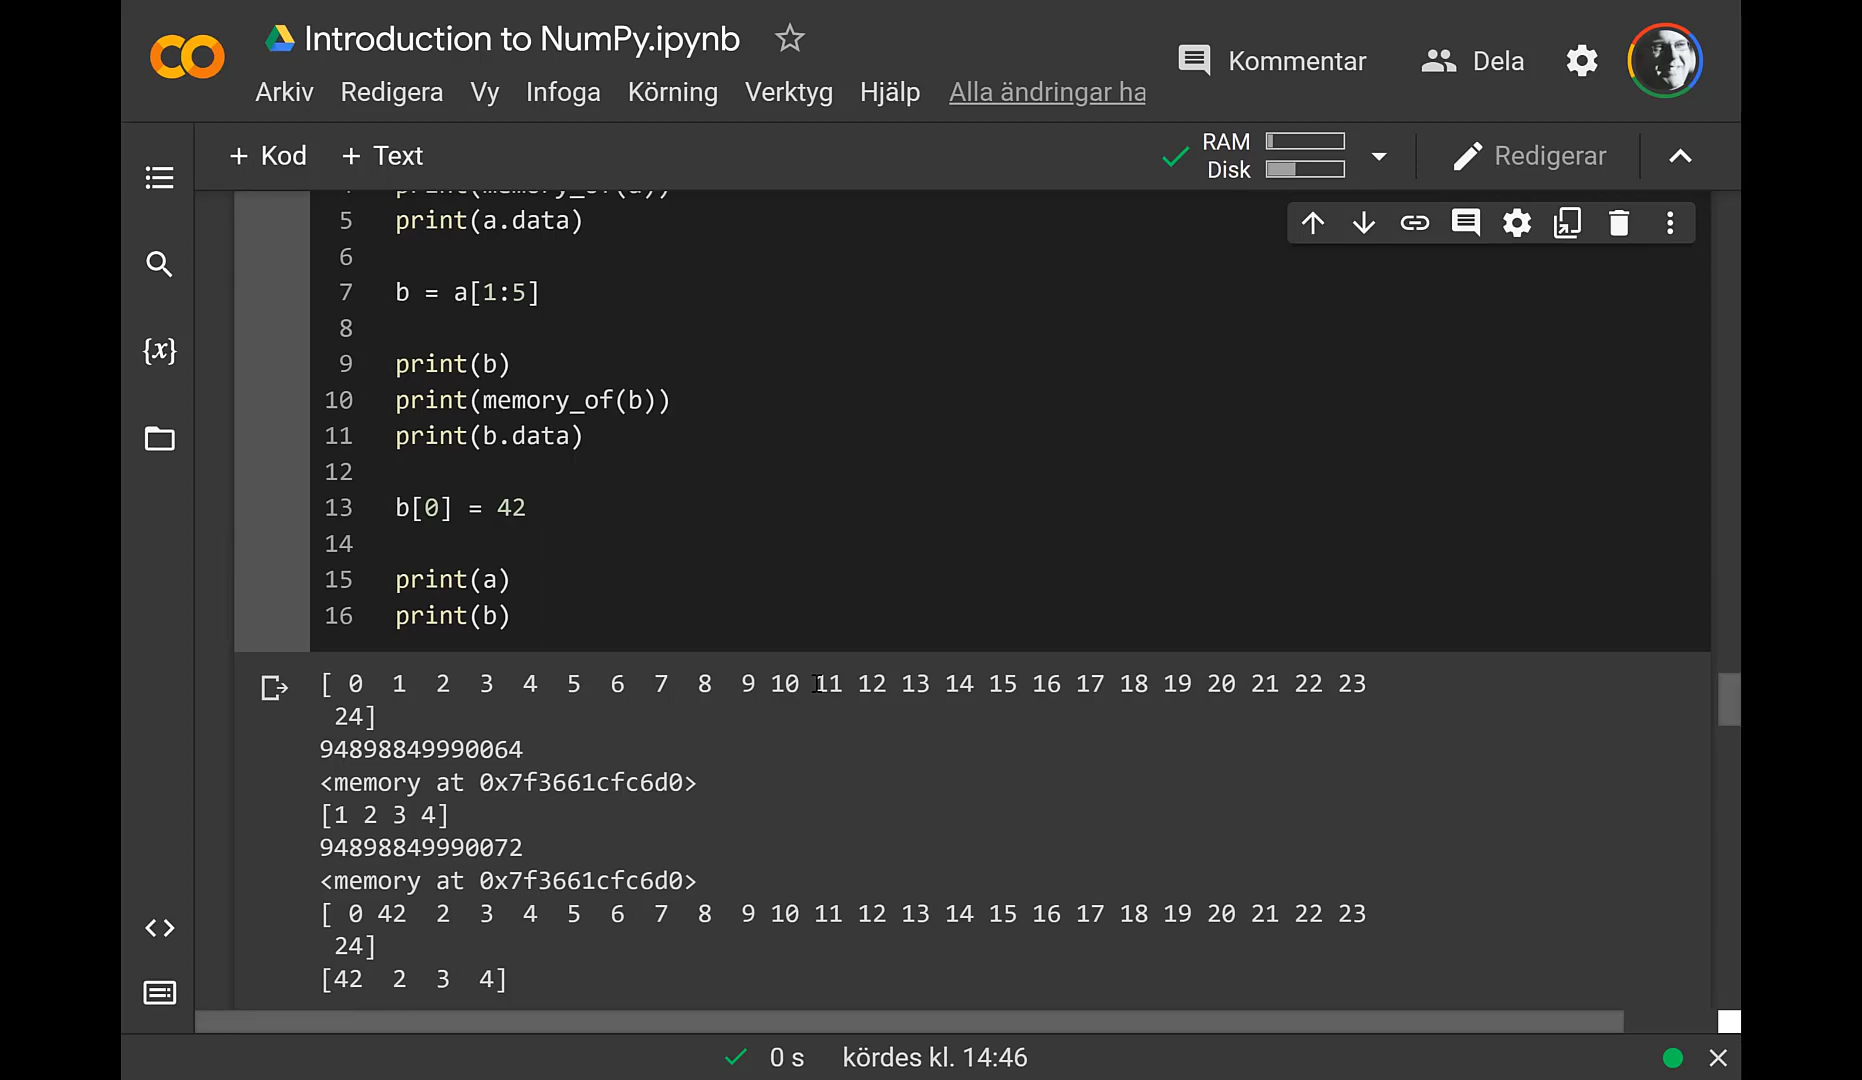 Introduction to NumPy.ipynb
Kommentar
Dela
Arkiv Redigera Vy Infoga Körning Verktyg Hjälp Alla ändringar ha
+ Kod + Text
RAM
Disk
Redigerar
5 print(a.data)
6
7 b = a[1:5]
8
9 print(b)
10 print(memory_of(b))
11 print(b.data)
12
13 b[0] = 42
14
15 print(a)
16 print(b)
{x}
[ 0 1 2 3 4 5 6 7 8 9 10 11 12 13 14 15 16 17 18 19 20 21 22 23
24]
94898849990064
<memory at 0x7f3661cfc6d0>
[1 2 3 4]
94898849990072
<memory at 0x7f3661cfc6d0>
[ 0 42 2 3 4 5 6 7 8 9 10 11 12 13 14 15 16 17 18 19 20 21 22 23
24]
[42 2 3 4]
0 s kördes kl. 14:46